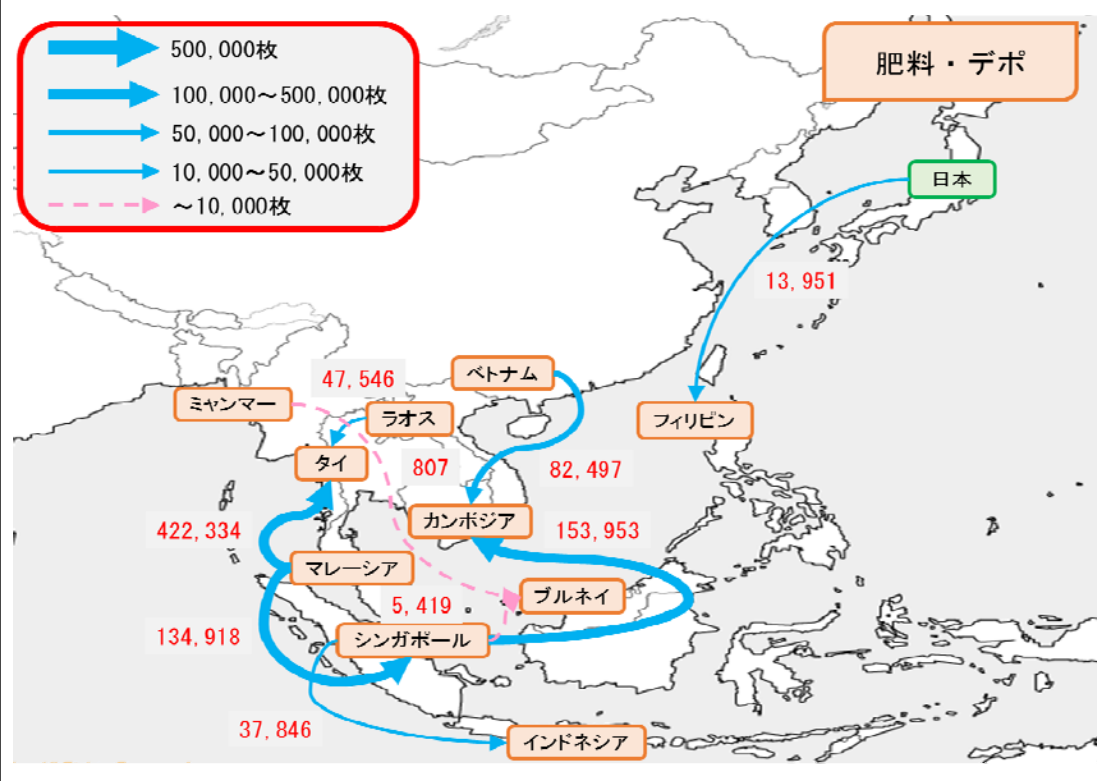 500,000枚
100,000～500,000枚
50,000～100,000枚
10,000～50,000枚
～10,000枚
肥料・デポ
日本
13,951
ベトナム
47,546
ミャンマー
ラオス
フィリピン
タイ
807
82,497
カンボジア
422,334
153,953
マレーシア
ブルネイ
5,419
134,918
シンガポール
37,846
インドネシア